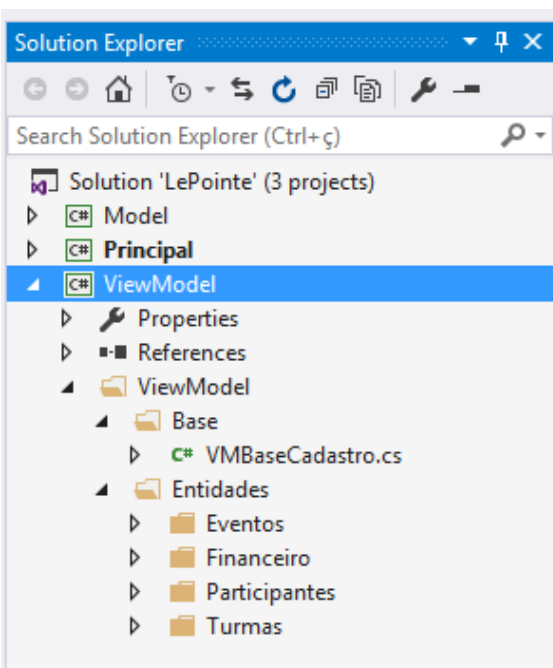 Solution Explorer
Search Solution Explorer (Ctrl+ç)
Solution 'LePointe' (3 projects)
C# Model
C# Principal
C# ViewModel
Properties
References
ViewModel
Base
C# VMBaseCadastro.cs
Entidades
Eventos
Financeiro
Participantes
Turmas